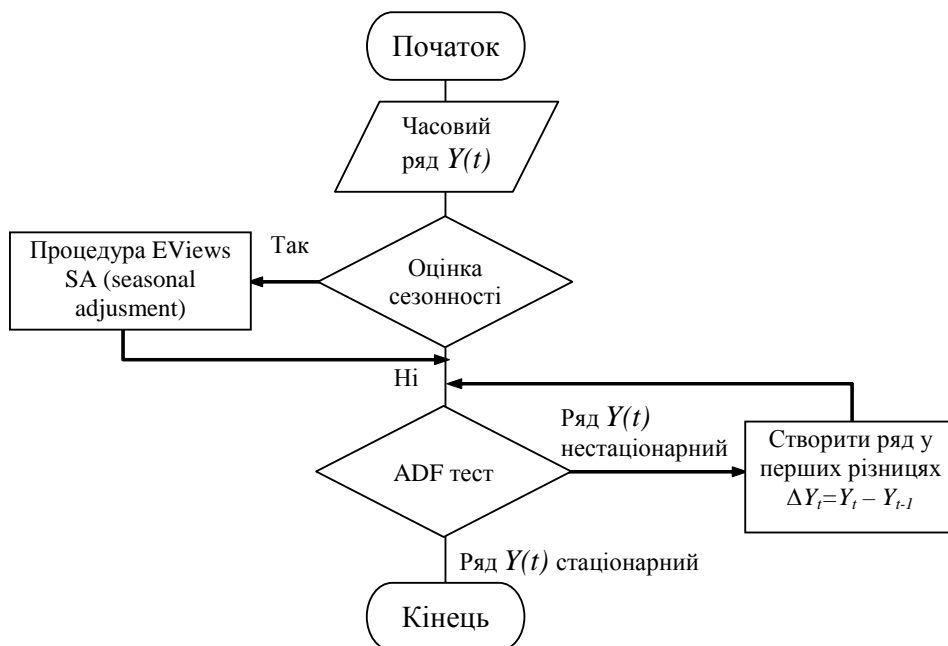 Початок
Часовий
ряд Y(t)
Оцінка
сезонності
Так
Процедура EViews
SA (seasonal
adjusment)
Ні
ADF тест
Ряд Y(t)
нестаціонарний
Створити ряд у
перших різницях
ΔYt=Yt – Yt-1
Ряд Y(t) стаціонарний
Кінець